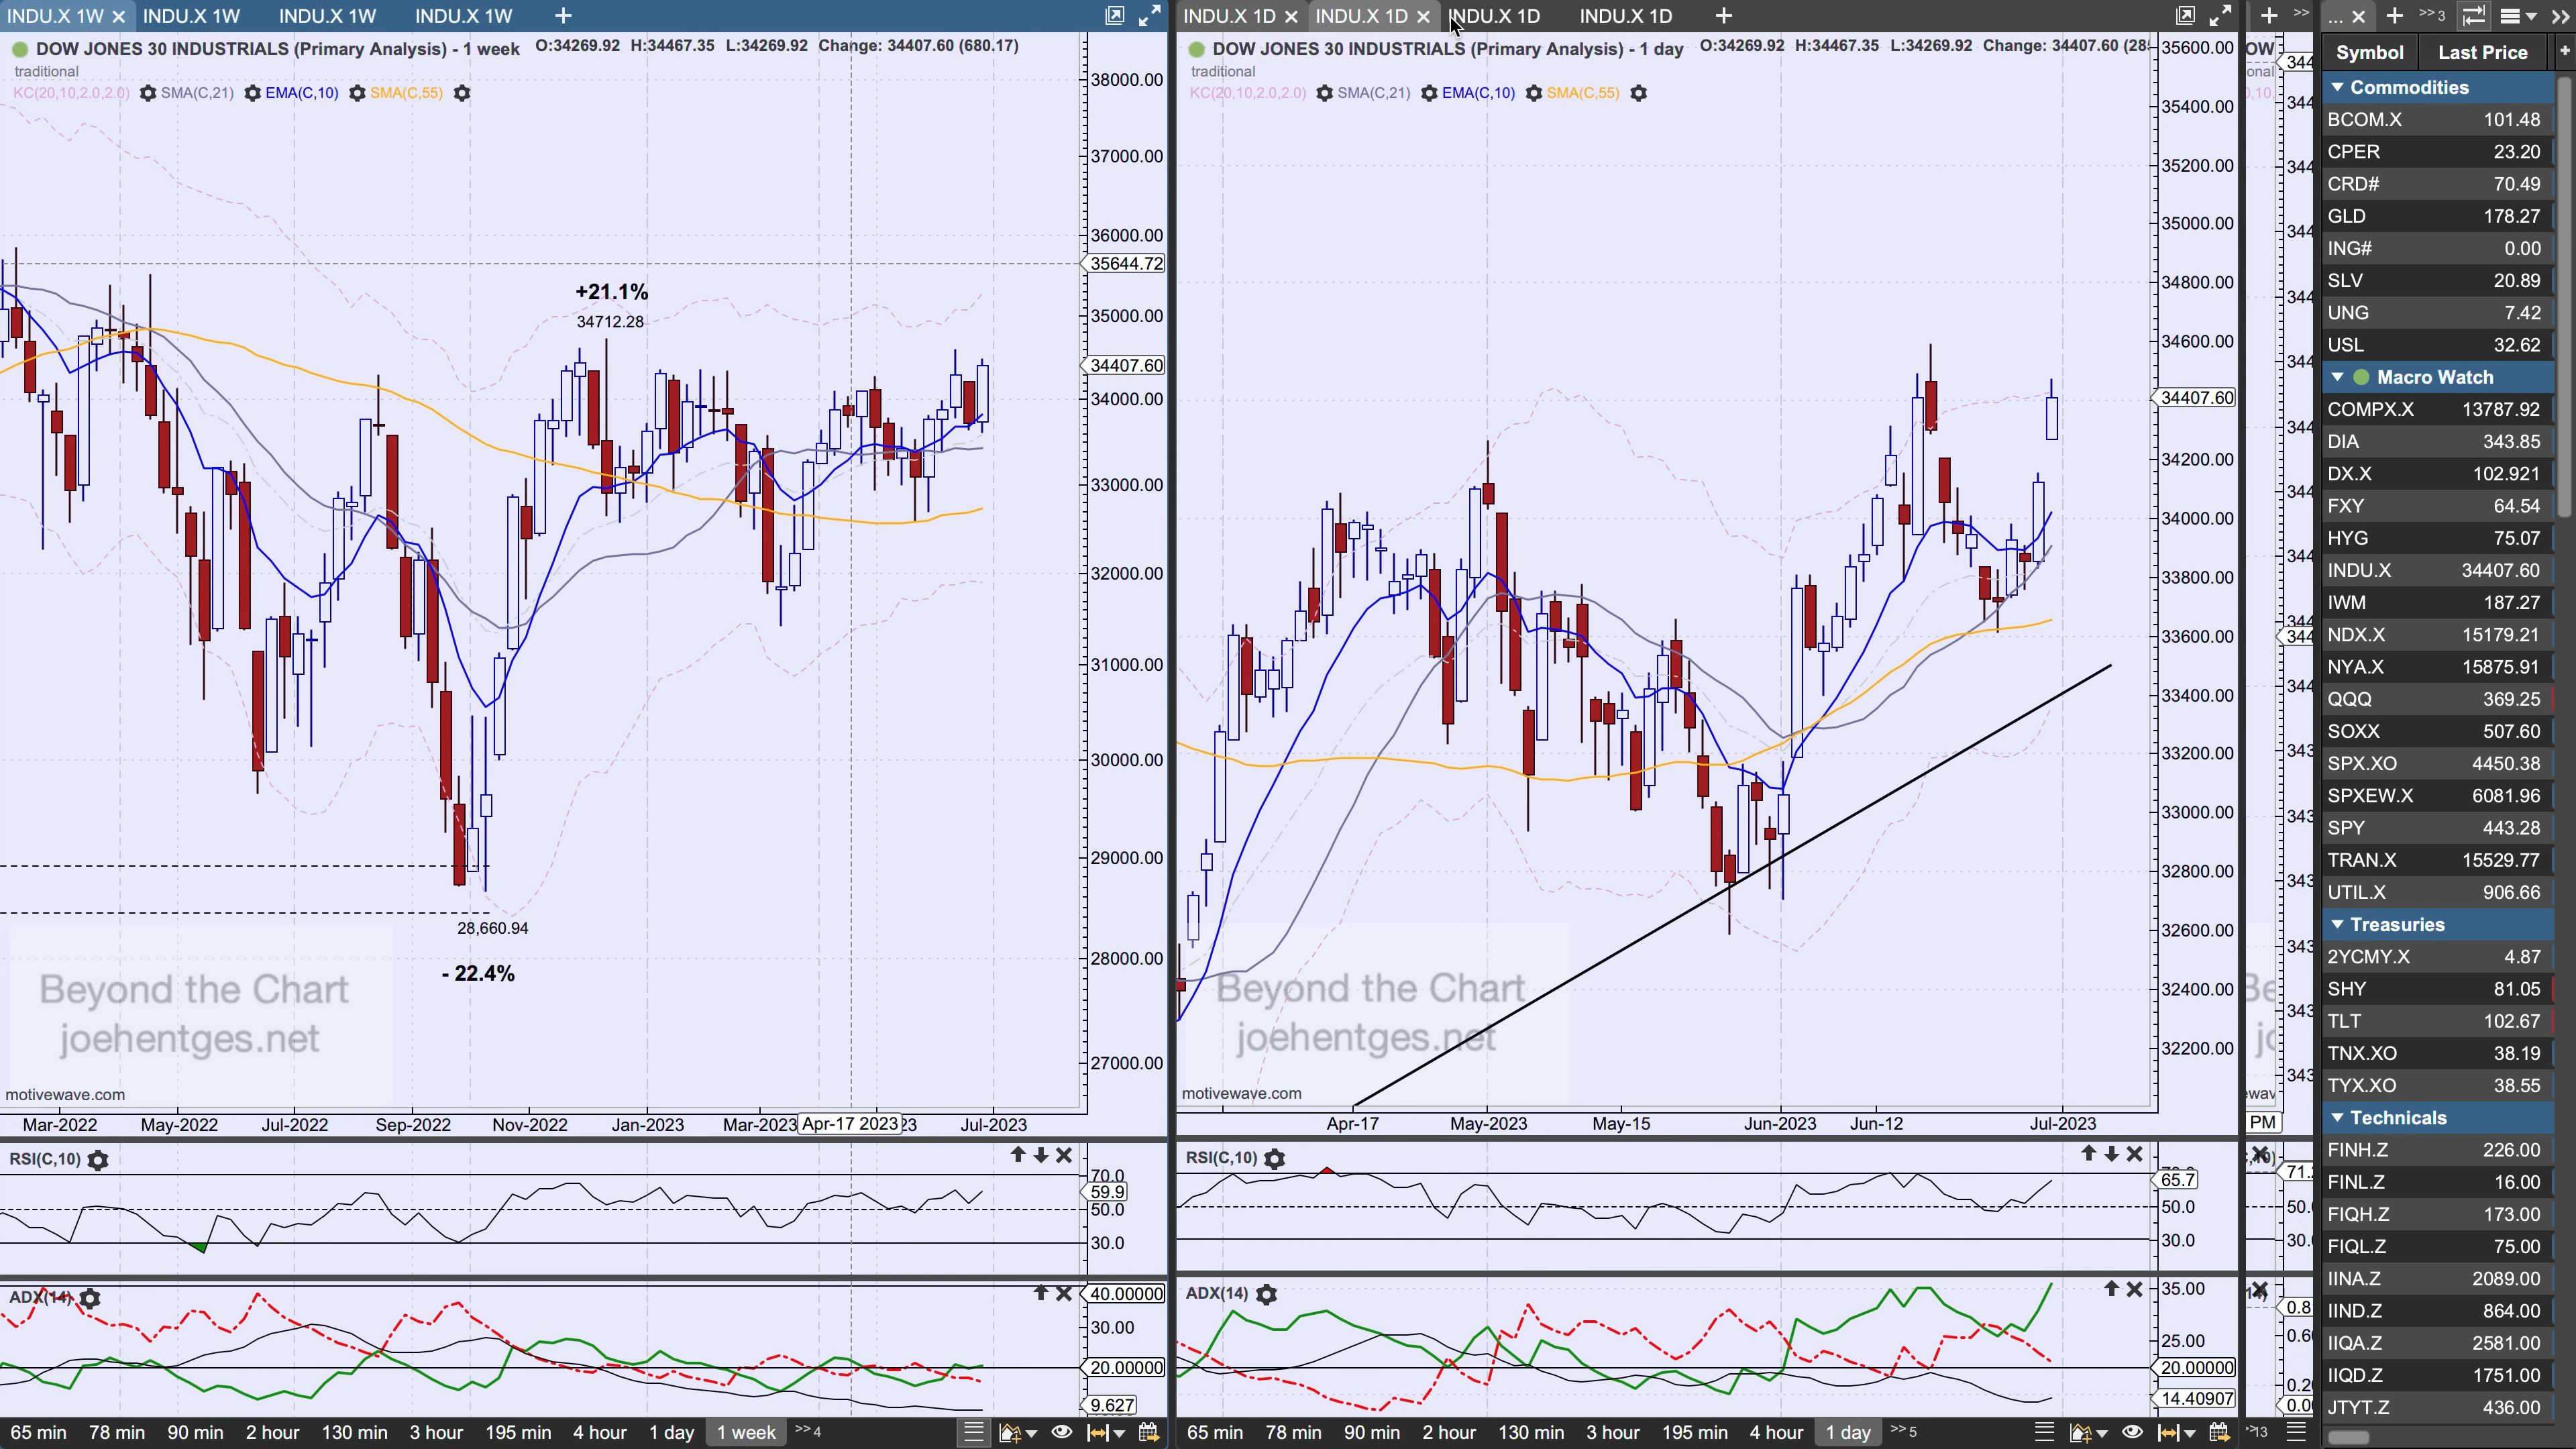 INDU.X 1W INDU.X 1W INDU.X 1W INDU.X 1W
DOW JONES 30 INDUSTRIALS (Primary Analysis) - 1 week O:34269.92 H:34467.35 L:34269.92 Change: 34407.60 (680.17)
traditional
KC(20,10,2.0,2.0) SMA(C,21) EMA(C,10) SMA(C,55)
38000.00
37000.00
36000.00
35644.72
35000.00
34407.60
34000.00
33000.00
32000.00
31000.00
30000.00
29000.00
28000.00
27000.00
+21.1%
34712.28
28,660.94
- 22.4%
Beyond the Chart
joehentges.net
motivewave.com
Mar-2022 May-2022 Jul-2022 Sep-2022 Nov-2022 Jan-2023 Mar-2023 Apr-17 2023 Jul-2023
RSI(C,10)
70.0
59.9
50.0
30.0
ADX(14)
40.00000
30.00
20.00000
9.627
65 min 78 min 90 min 2 hour 130 min 3 hour 195 min 4 hour 1 day 1 week >> 4
INDU.X 1D INDU.X 1D INDU.X 1D INDU.X 1D
DOW JONES 30 INDUSTRIALS (Primary Analysis) - 1 day O:34269.92 H:34467.35 L:34269.92 Change: 34407.60
traditional
KC(20,10,2.0,2.0) SMA(C,21) EMA(C,10) SMA(C,55)
35600.00
35400.00
35200.00
35000.00
34800.00
34600.00
34407.60
34200.00
34000.00
33800.00
33600.00
33400.00
33200.00
33000.00
32800.00
32600.00
32400.00
32200.00
Beyond the Chart
joehentges.net
motivewave.com
Apr-17 May-2023 May-15 Jun-2023 Jun-12 Jul-2023
RSI(C,10)
65.7
50.0
30.0
ADX(14)
35.00
25.00
20.00000
14.40907
65 min 78 min 90 min 2 hour 130 min 3 hour 195 min 4 hour 1 day >> 5
PM
>> 13
>> 3
Symbol Last Price
Commodities
BCOM.X 101.48
CPER 23.20
CRD# 70.49
GLD 178.27
ING# 0.00
SLV 20.89
UNG 7.42
USL 32.62
Macro Watch
COMPX.X 13787.92
DIA 343.85
DX.X 102.921
FXY 64.54
HYG 75.07
INDU.X 34407.60
IWM 187.27
NDX.X 15179.21
NYA.X 15875.91
QQQ 369.25
SOXX 507.60
SPX.XO 4450.38
SPXEW.X 6081.96
SPY 443.28
TRAN.X 15529.77
UTIL.X 906.66
Treasuries
2YCMY.X 4.87
SHY 81.05
TLT 102.67
TNX.XO 38.19
TYX.XO 38.55
Technicals
FINH.Z 226.00
FINL.Z 16.00
FIQH.Z 173.00
FIQL.Z 75.00
IINA.Z 2089.00
IIND.Z 864.00
IIQA.Z 2581.00
IIQD.Z 1751.00
JTYT.Z 436.00